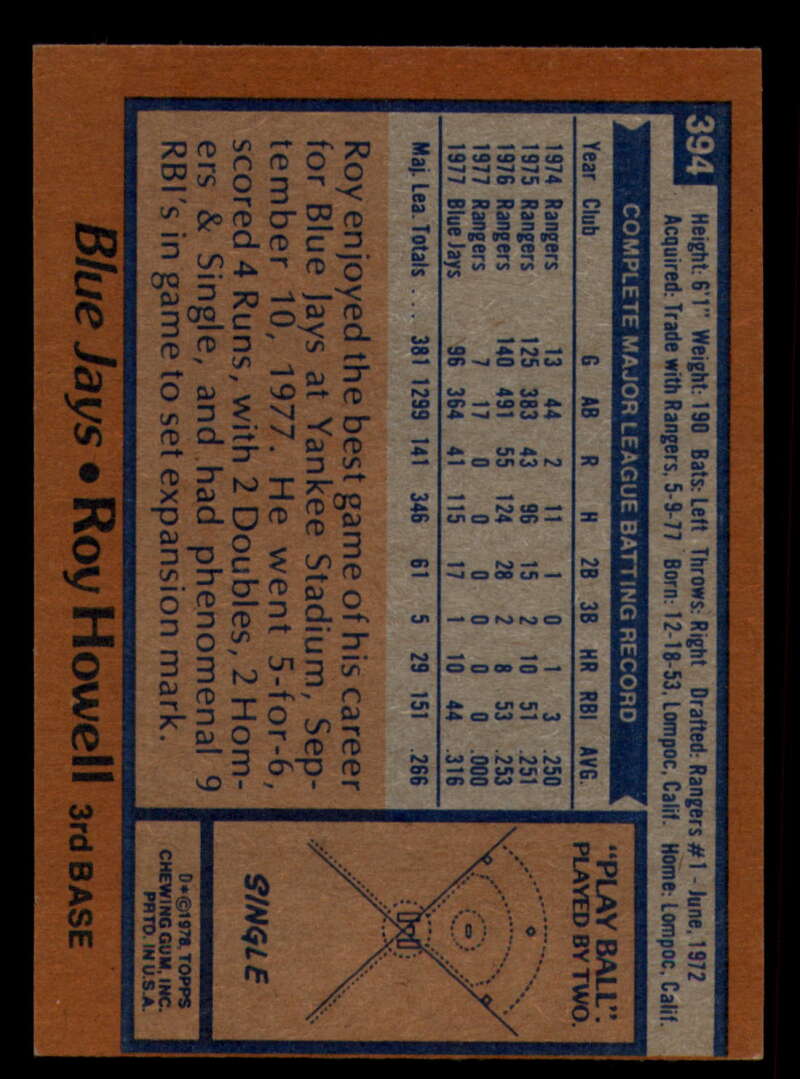 394
Height: 6'1" Weight: 190 Bats: Left Throws: Right Drafted: Rangers #1 - June, 1972
Acquired: Trade with Rangers, 5-9-77 Born: 12-18-53, Lompoc, Calif. Home: Lompoc, Calif.
COMPLETE MAJOR LEAGUE BATTING RECORD
Year Club G AB R H 2B 3B HR RBI AVG.
1974 Rangers 13 44 2 11 1 0 1 3 .250
1975 Rangers 125 383 43 96 15 2 10 51 .251
1976 Rangers 140 491 55 124 28 2 8 53 .253
1977 Rangers 7 17 0 0 0 0 0 0 .000
1977 Blue Jays 96 364 41 115 17 1 10 44 .316
Maj. Lea. Totals .... 381 1299 141 346 61 5 29 151 .266
Roy enjoyed the best game of his career
for Blue Jays at Yankee Stadium, Sep-
tember 10, 1977. He went 5-for-6,
scored 4 Runs, with 2 Doubles, 2 Hom-
ers & Single, and had phenomenal 9
RBI's in game to set expansion mark.
"PLAY BALL":
PLAYED BY TWO.
SINGLE
D*©1978, TOPPS
CHEWING GUM, INC.
PRTD. IN U.S.A.
Blue Jays • Roy Howell 3rd BASE